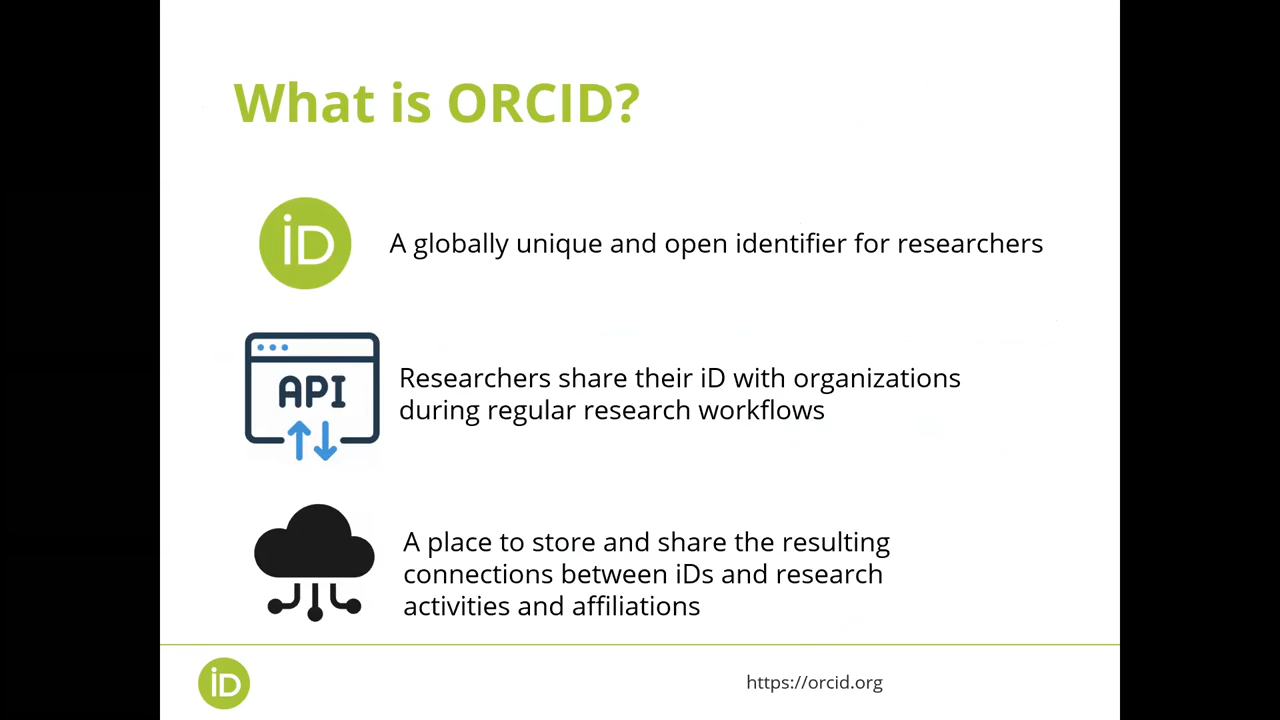 What is ORCID?
iD
A globally unique and open identifier for researchers
API
Researchers share their iD with organizations
during regular research workflows
A place to store and share the resulting
connections between iDs and research
activities and affiliations
iD
https://orcid.org